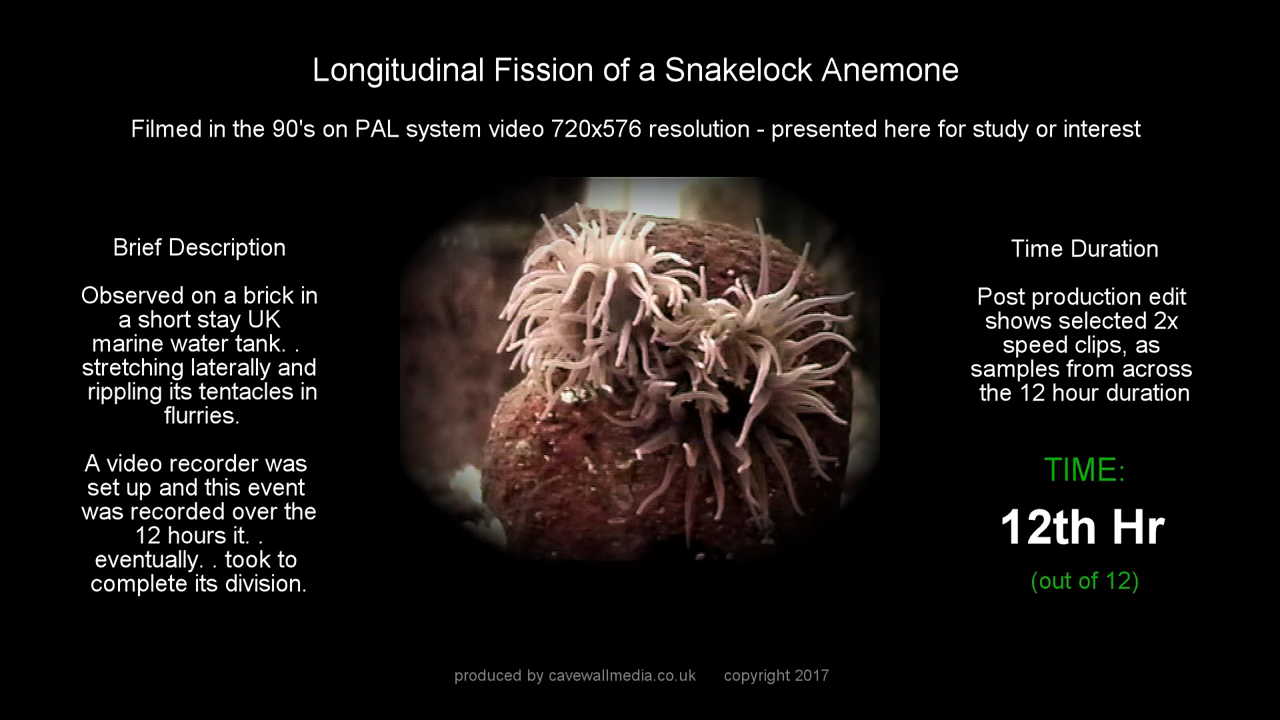 Longitudinal Fission of a Snakelock Anemone
Filmed in the 90's on PAL system video 720x576 resolution - presented here for study or interest
Brief Description
Observed on a brick in
a short stay UK
marine water tank. .
stretching laterally and
rippling its tentacles in
flurries.
A video recorder was
set up and this event
was recorded over the
12 hours it. .
eventually. . took to
complete its division.
Time Duration
Post production edit
shows selected 2x
speed clips, as
samples from across
the 12 hour duration
TIME:
12th Hr
(out of 12)
produced by cavewallmedia.co.uk copyright 2017